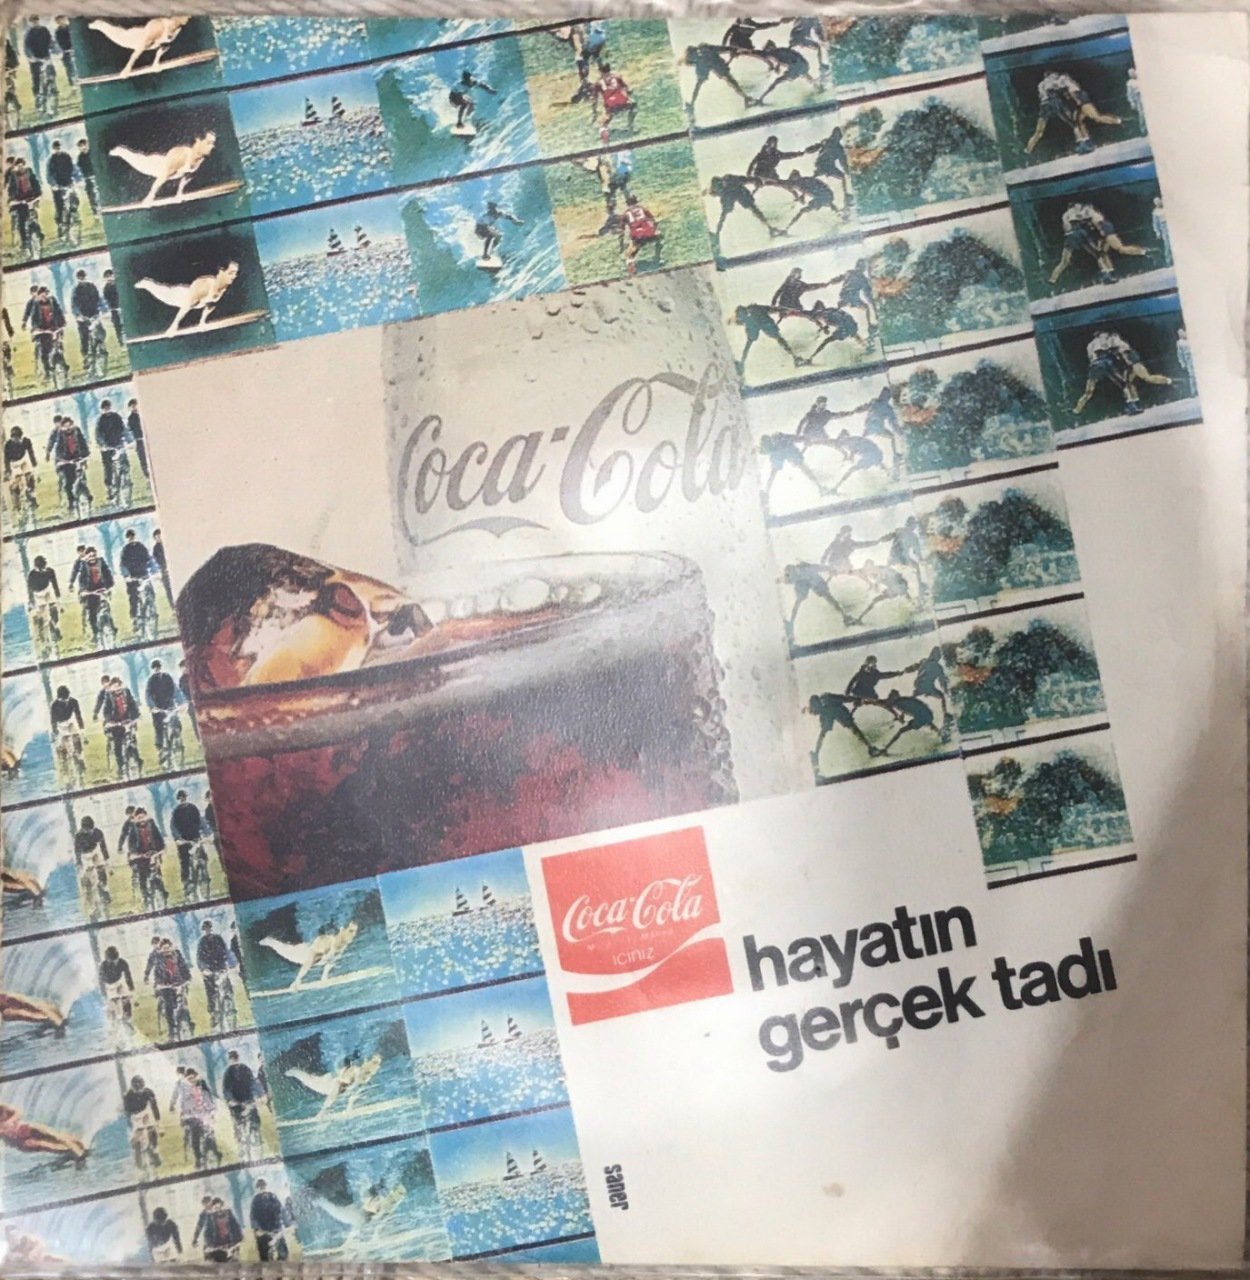 Coca-Cola
Coca-Cola
içiniz
hayatın
gerçek tadı
saner